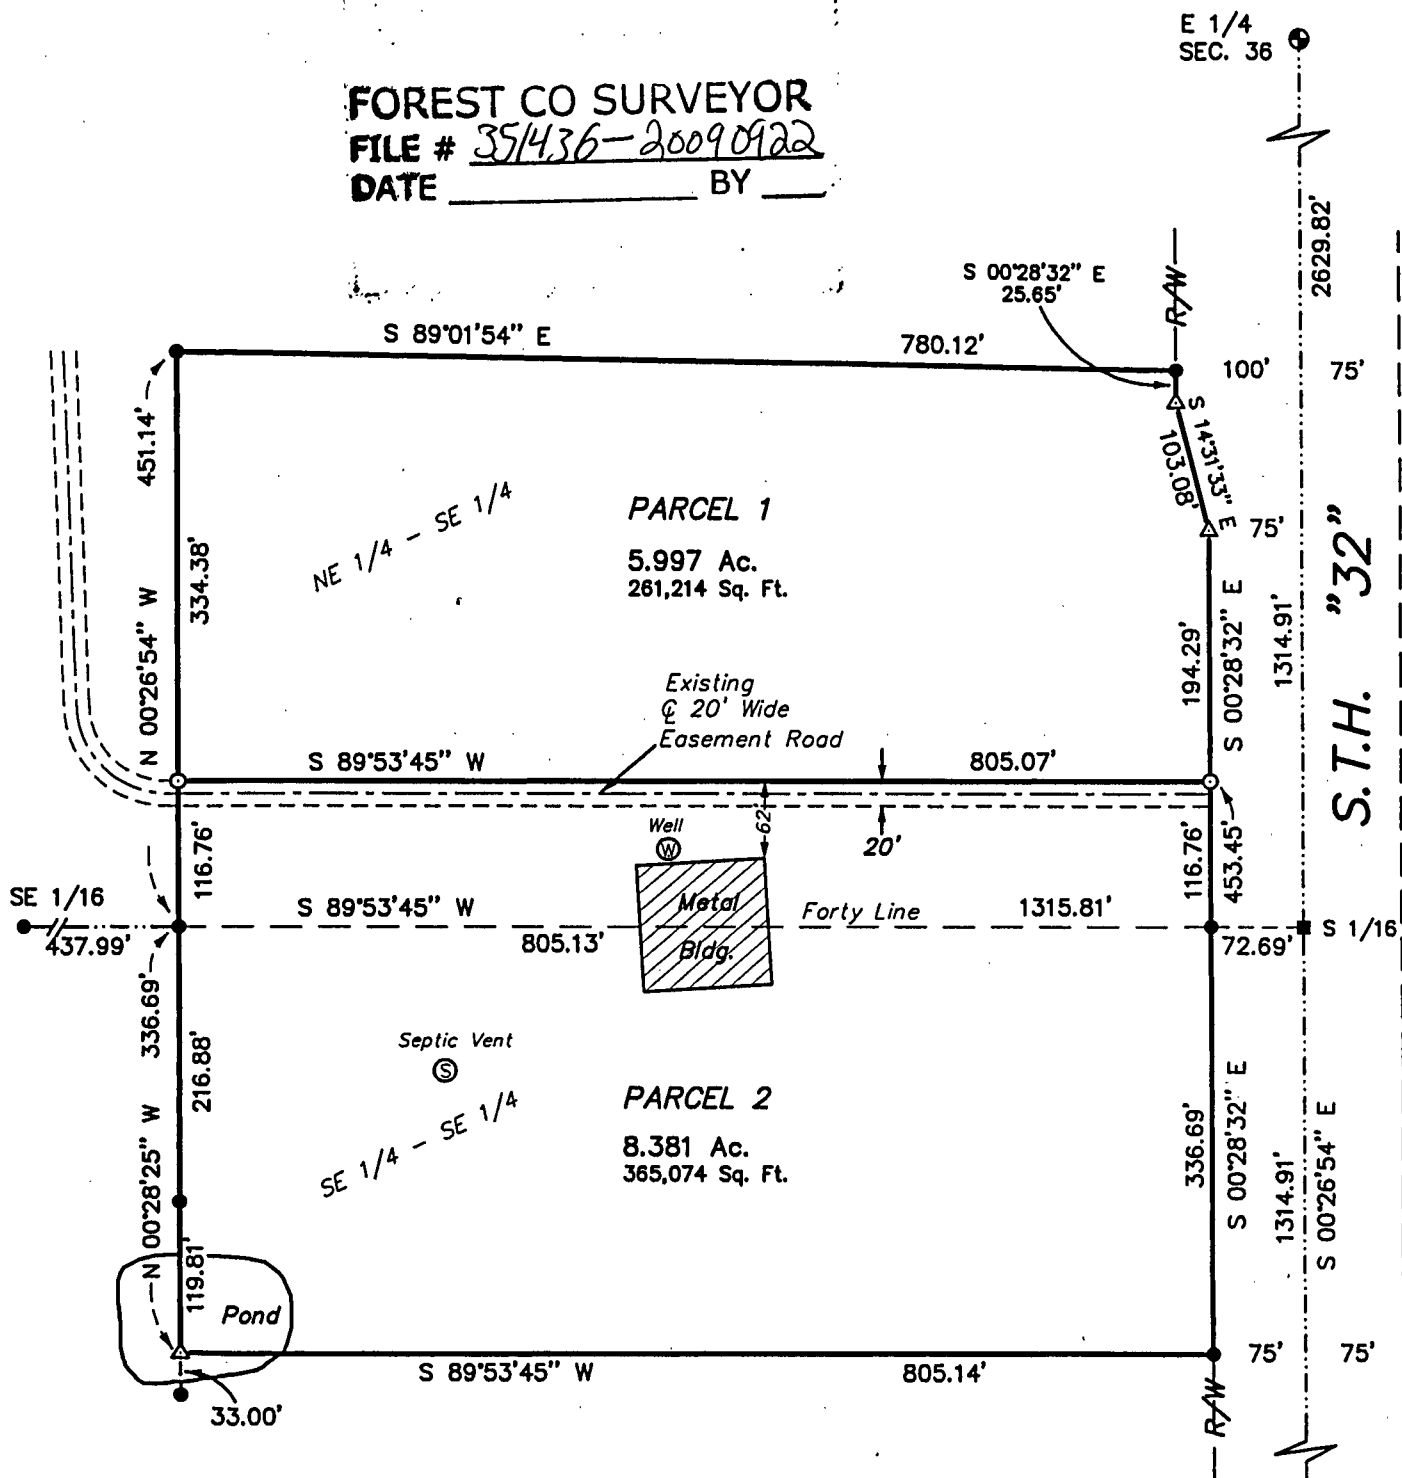 E 1/4
SEC. 36
FOREST CO SURVEYOR
FILE # 351436-20090922
DATE ________ BY ____
2629.82'
S 00°28'32" E
25.65'
R/W
S 89°01'54" E
780.12'
100'
75'
451.14'
S 14°31'33" E
103.08'
NE 1/4 - SE 1/4
PARCEL 1
5.997 Ac.
261,214 Sq. Ft.
75'
S.T.H. "32"
334.38'
N 00°26'54" W
194.29'
S 00°28'32" E
1314.91'
Existing
℄ 20' Wide
Easement Road
S 89°53'45" W
805.07'
62'
20'
Well
W
116.76'
116.76'
453.45'
SE 1/16
437.99'
S 89°53'45" W
805.13'
Metal
Bldg.
Forty Line
1315.81'
72.69'
S 1/16
336.69'
216.88'
Septic Vent
S
SE 1/4 - SE 1/4
PARCEL 2
8.381 Ac.
365,074 Sq. Ft.
336.69'
S 00°28'32" E
1314.91'
S 00°26'54" E
N 00°28'25" W
119.81'
Pond
S 89°53'45" W
805.14'
75'
75'
33.00'
R/W